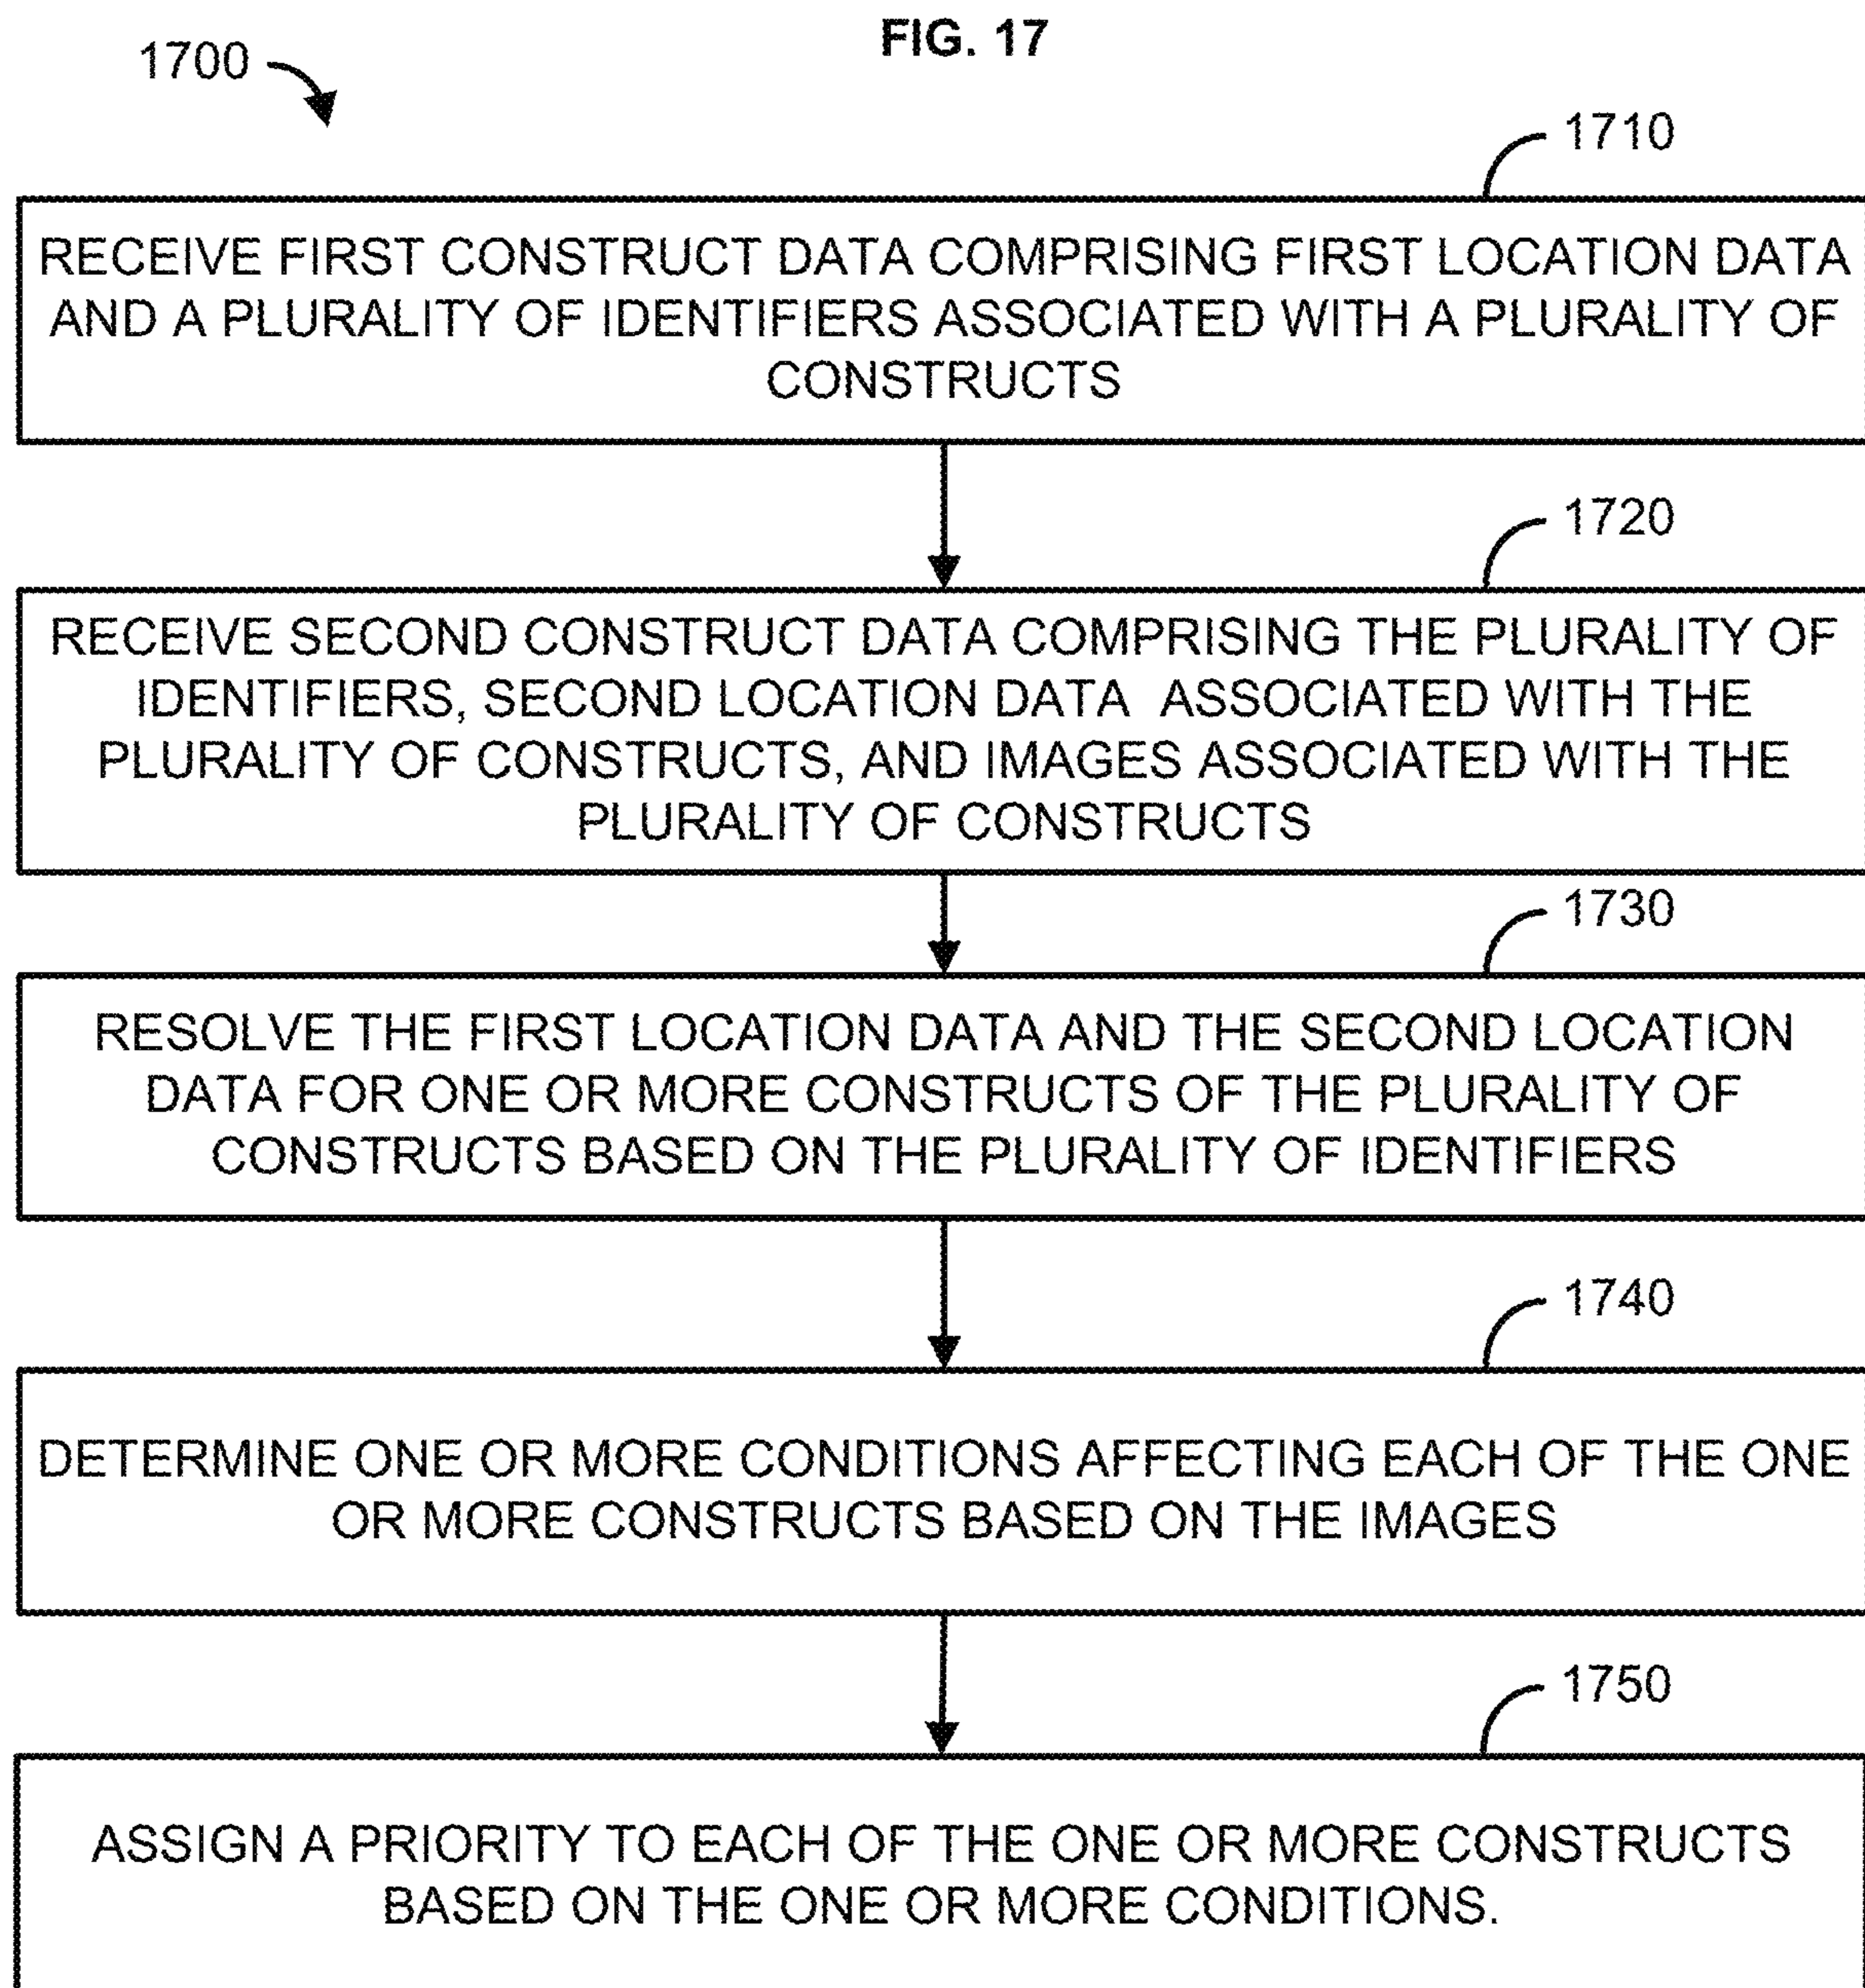 FIG. 17
1700
1710
RECEIVE FIRST CONSTRUCT DATA COMPRISING FIRST LOCATION DATA
AND A PLURALITY OF IDENTIFIERS ASSOCIATED WITH A PLURALITY OF
CONSTRUCTS
1720
RECEIVE SECOND CONSTRUCT DATA COMPRISING THE PLURALITY OF
IDENTIFIERS, SECOND LOCATION DATA ASSOCIATED WITH THE
PLURALITY OF CONSTRUCTS, AND IMAGES ASSOCIATED WITH THE
PLURALITY OF CONSTRUCTS
1730
RESOLVE THE FIRST LOCATION DATA AND THE SECOND LOCATION
DATA FOR ONE OR MORE CONSTRUCTS OF THE PLURALITY OF
CONSTRUCTS BASED ON THE PLURALITY OF IDENTIFIERS
1740
DETERMINE ONE OR MORE CONDITIONS AFFECTING EACH OF THE ONE
OR MORE CONSTRUCTS BASED ON THE IMAGES
1750
ASSIGN A PRIORITY TO EACH OF THE ONE OR MORE CONSTRUCTS
BASED ON THE ONE OR MORE CONDITIONS.